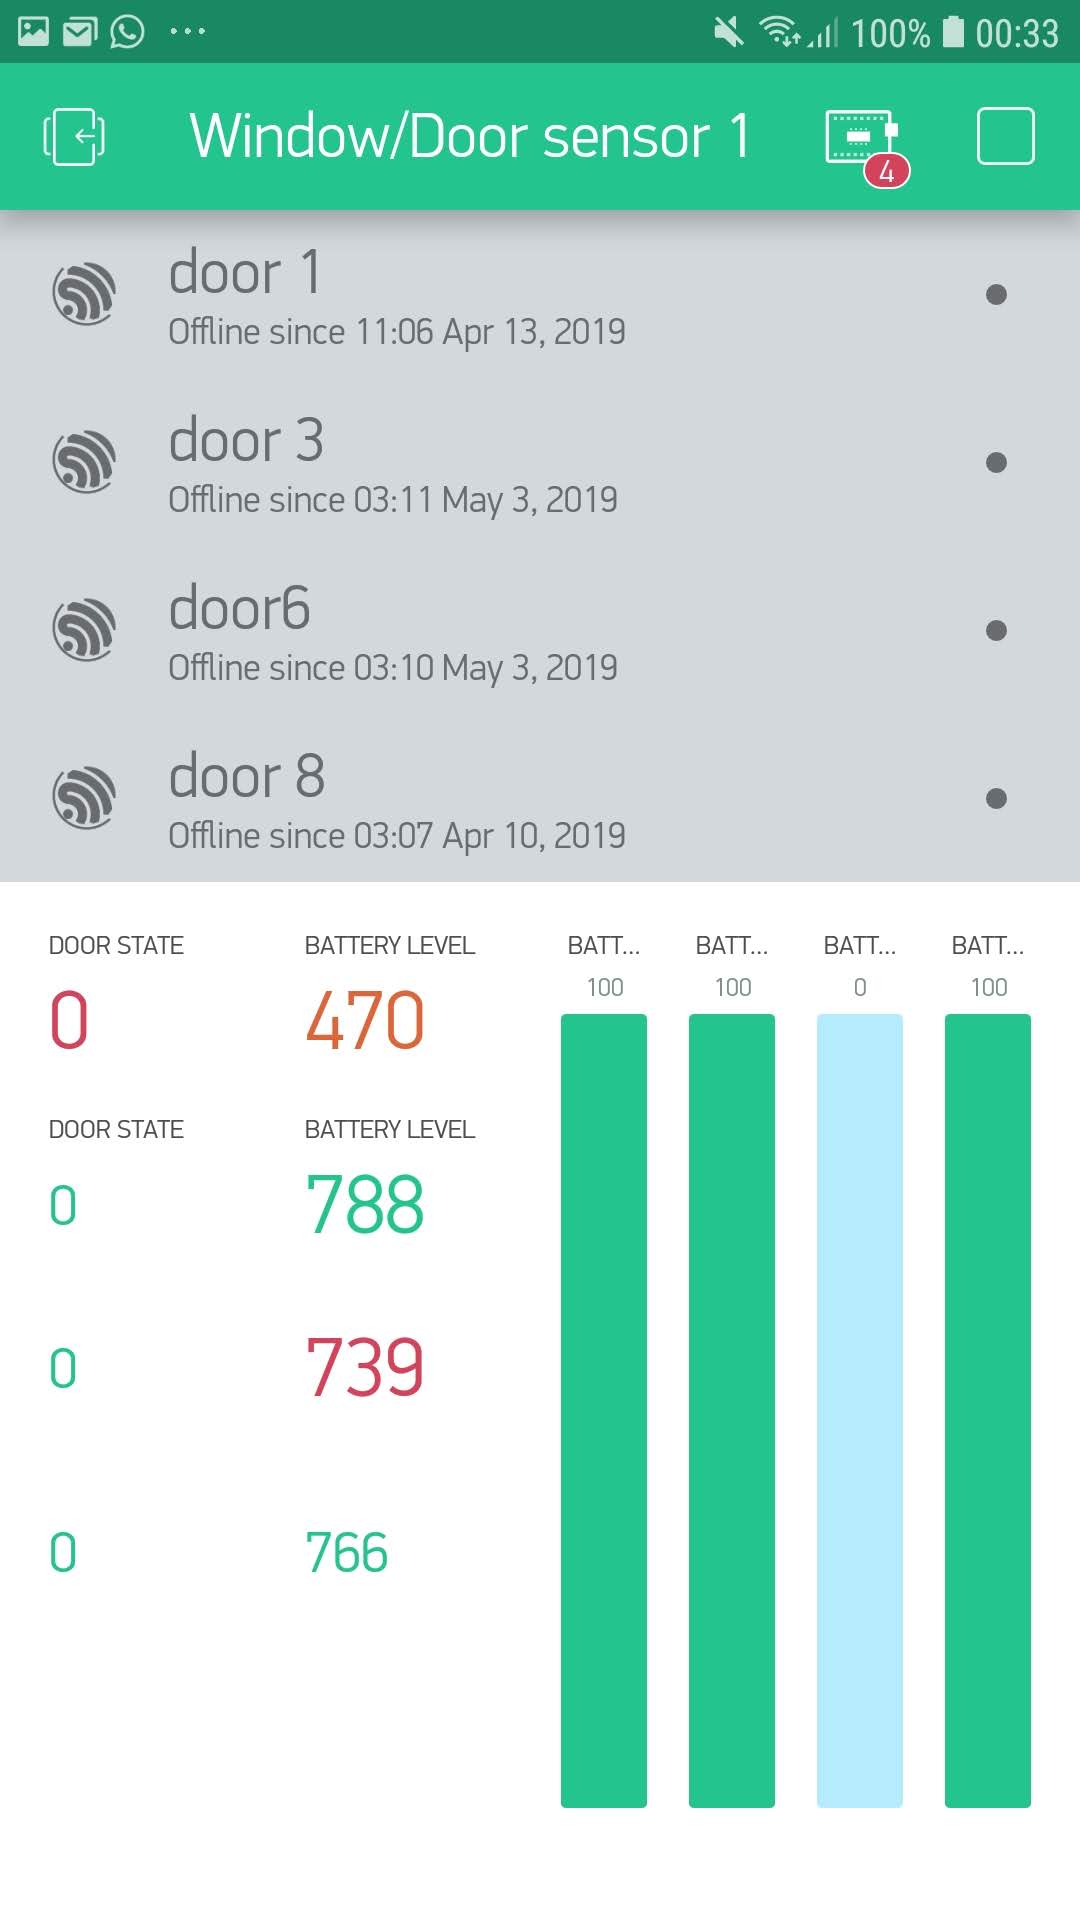 100% 00:33
Window/Door sensor 1
4
door 1
Offline since 11:06 Apr 13, 2019
door 3
Offline since 03:11 May 3, 2019
door6
Offline since 03:10 May 3, 2019
door 8
Offline since 03:07 Apr 10, 2019
DOOR STATE BATTERY LEVEL BATT... BATT... BATT... BATT...
100 100 0 100
0 470
DOOR STATE BATTERY LEVEL
0 788
0 739
0 766